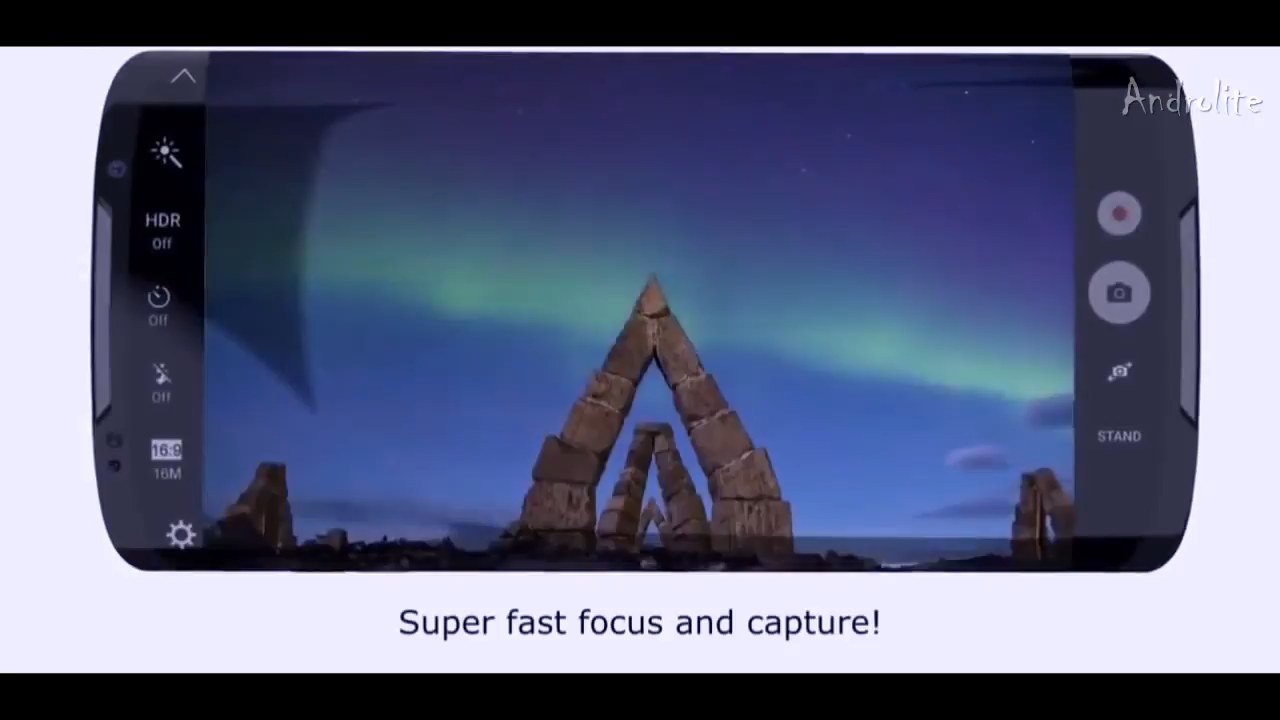 Androlite
HDR
Off
Off
Off
16:9
16M
STAND
Super fast focus and capture!